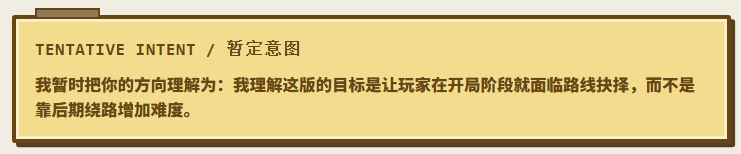 TENTATIVE INTENT / 暂定意图
我暂时把你的方向理解为：我理解这版的目标是让玩家在开局阶段就面临路线抉择，而不是
靠后期绕路增加难度。